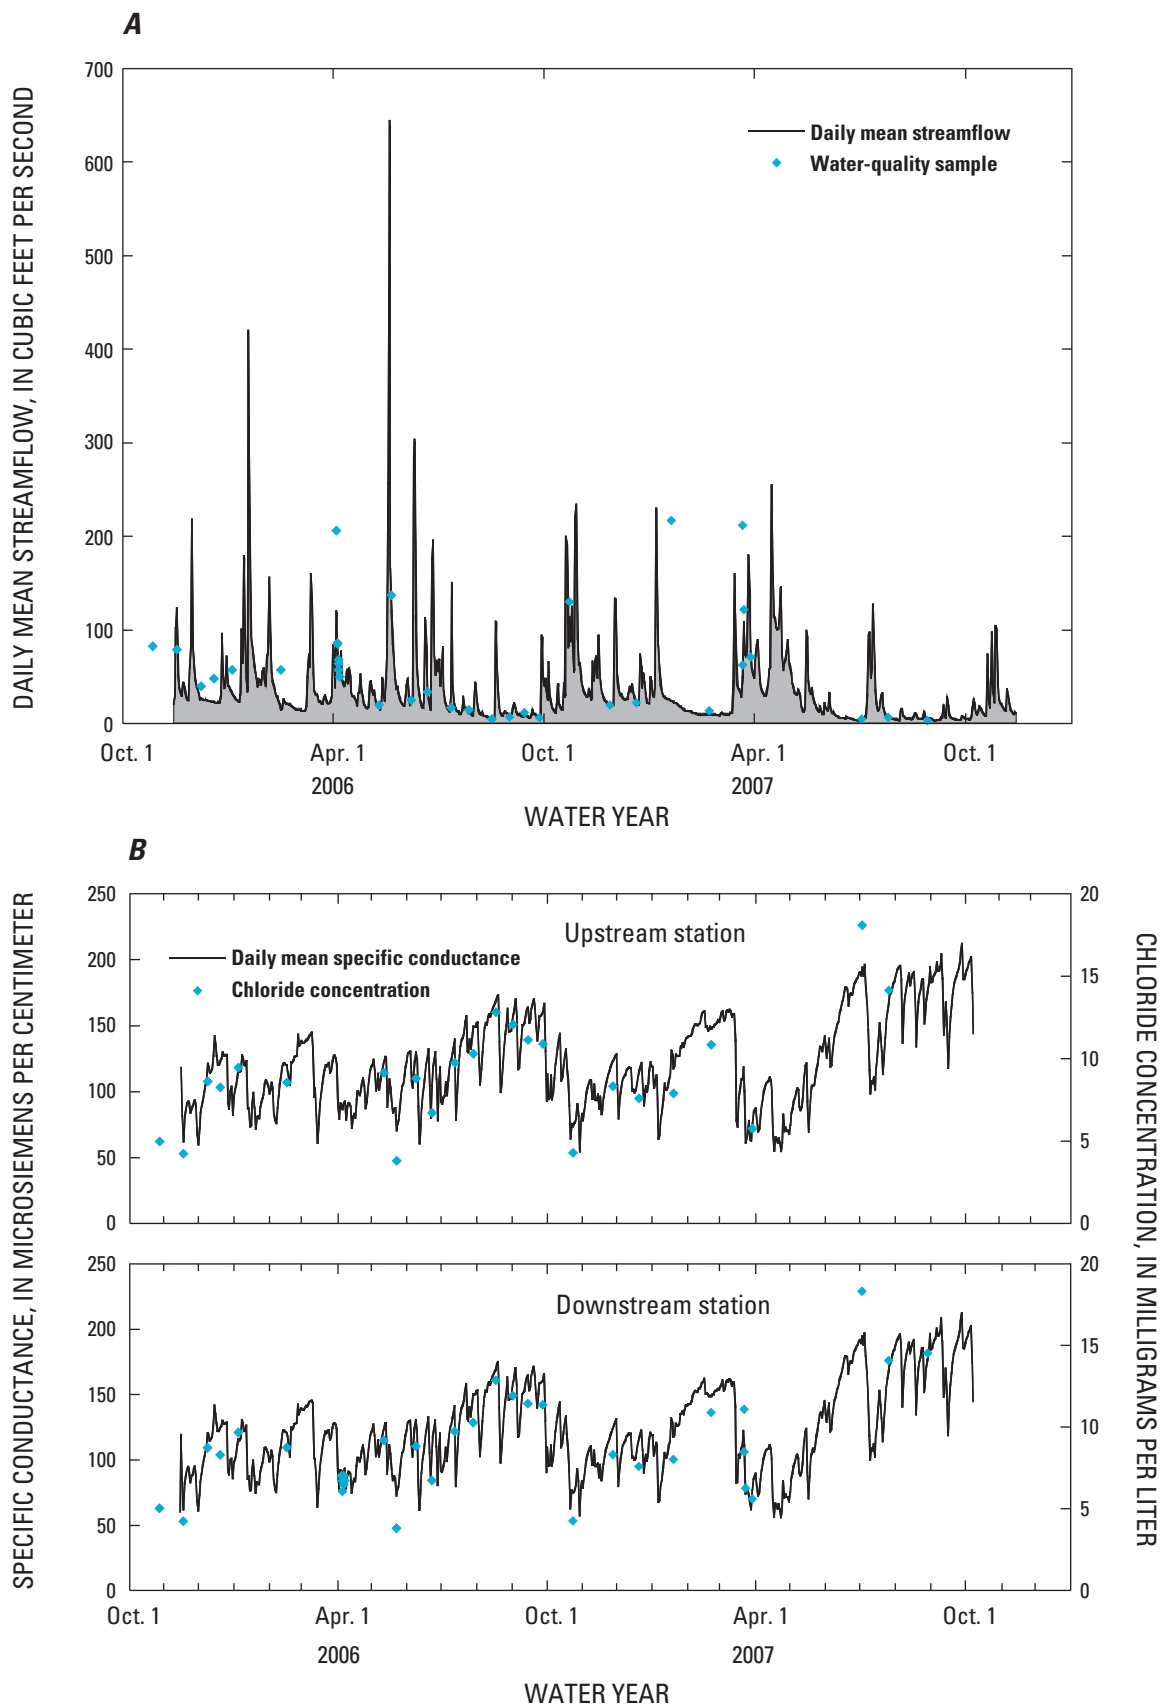 A
DAILY MEAN STREAMFLOW, IN CUBIC FEET PER SECOND
700
600
500
400
300
200
100
0
Daily mean streamflow
Water-quality sample
Oct. 1 Apr. 1 Oct. 1 Apr. 1 Oct. 1
2006 2007
WATER YEAR
B
SPECIFIC CONDUCTANCE, IN MICROSIEMENS PER CENTIMETER
CHLORIDE CONCENTRATION, IN MILLIGRAMS PER LITER
250
200
150
100
50
0
Upstream station
Daily mean specific conductance
Chloride concentration
20
15
10
5
0
250
200
150
100
50
0
Downstream station
20
15
10
5
0
Oct. 1 Apr. 1 Oct. 1 Apr. 1 Oct. 1
2006 2007
WATER YEAR